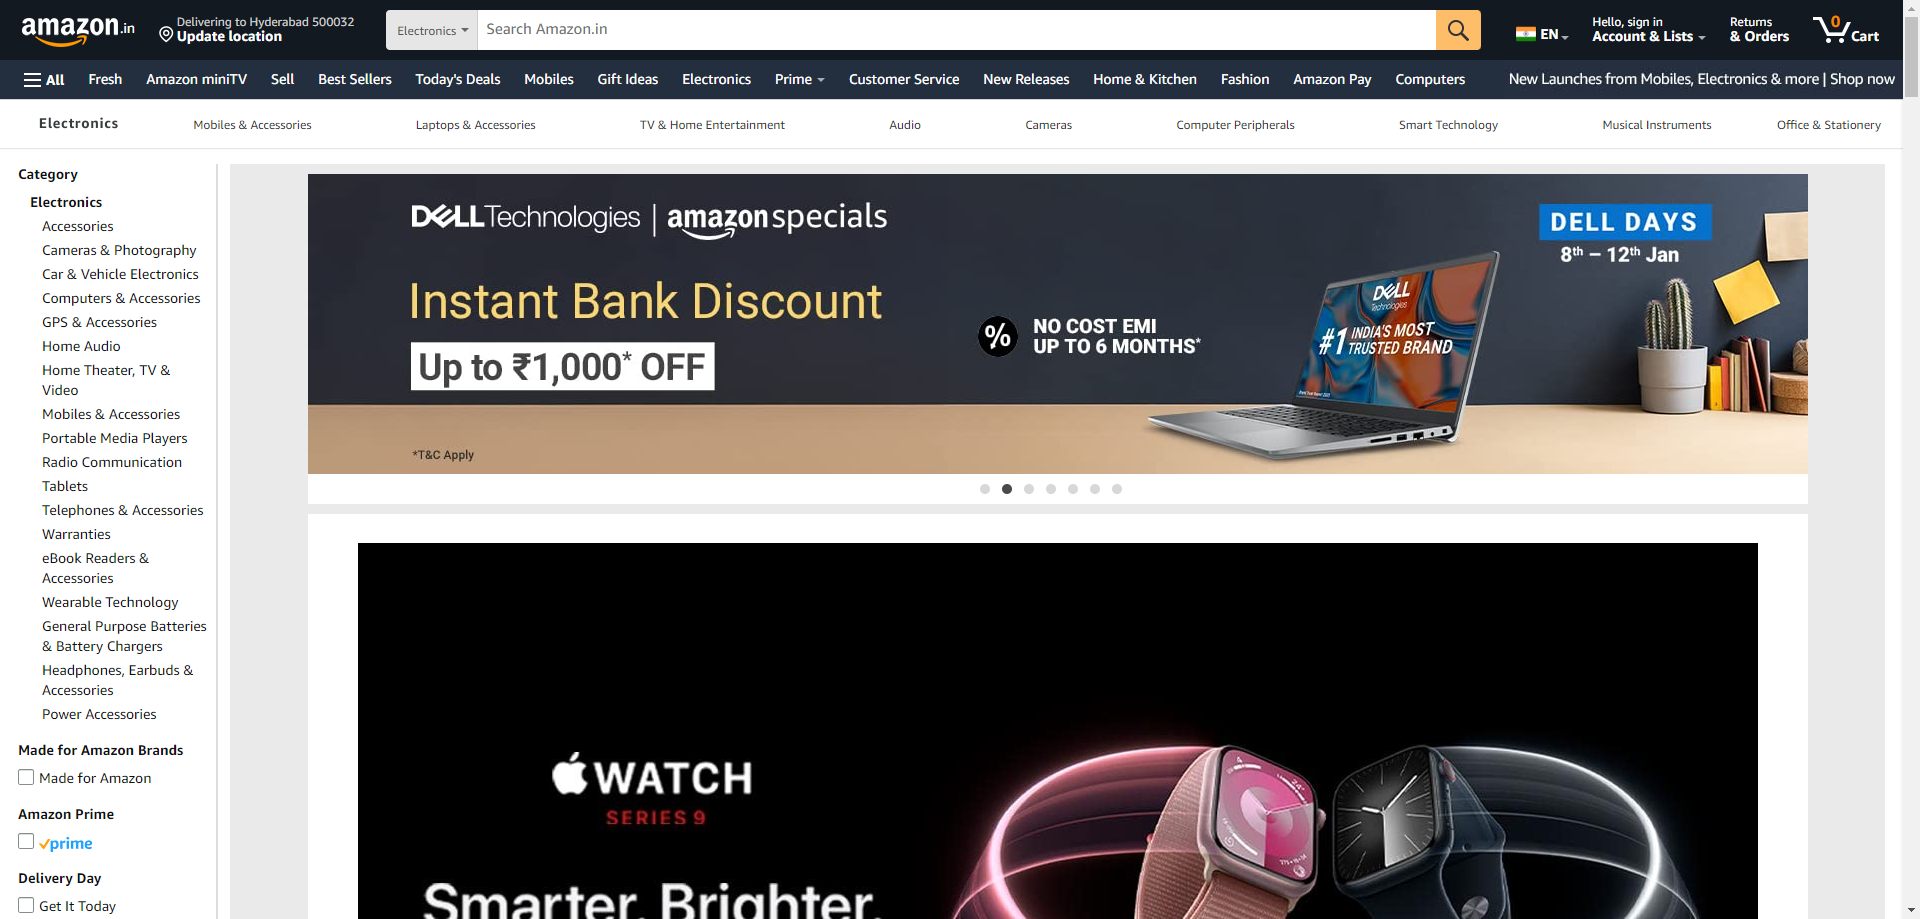 amazon.in
Delivering to Hyderabad 500032
Update location
Electronics
Search Amazon.in
EN
Hello, sign in
Account & Lists
Returns
& Orders
0
Cart
All
Fresh
Amazon miniTV
Sell
Best Sellers
Today's Deals
Mobiles
Gift Ideas
Electronics
Prime
Customer Service
New Releases
Home & Kitchen
Fashion
Amazon Pay
Computers
New Launches from Mobiles, Electronics & more | Shop now
Electronics
Mobiles & Accessories
Laptops & Accessories
TV & Home Entertainment
Audio
Cameras
Computer Peripherals
Smart Technology
Musical Instruments
Office & Stationery
Category
Electronics
Accessories
Cameras & Photography
Car & Vehicle Electronics
Computers & Accessories
GPS & Accessories
Home Audio
Home Theater, TV &
Video
Mobiles & Accessories
Portable Media Players
Radio Communication
Tablets
Telephones & Accessories
Warranties
eBook Readers &
Accessories
Wearable Technology
General Purpose Batteries
& Battery Chargers
Headphones, Earbuds &
Accessories
Power Accessories
Made for Amazon Brands
Made for Amazon
Amazon Prime
prime
Delivery Day
Get It Today
DELL Technologies | amazon specials
Instant Bank Discount
Up to ₹1,000* OFF
*T&C Apply
%
NO COST EMI
UP TO 6 MONTHS*
DELL
Technologies
#1 INDIA'S MOST
TRUSTED BRAND
DELL DAYS
8th – 12th Jan
WATCH
SERIES 9
Smarter. Brighter.